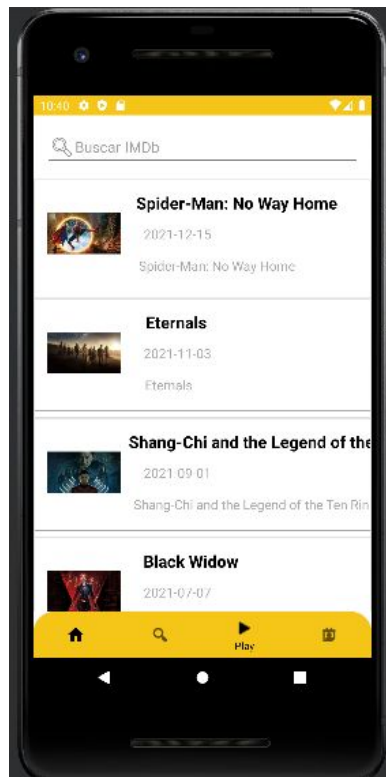 10:40
Buscar IMDb
Spider-Man: No Way Home
2021-12-15
Spider-Man: No Way Home
Eternals
2021-11-03
Eternals
Shang-Chi and the Legend of the
2021-09-01
Shang-Chi and the Legend of the Ten Rin
Black Widow
2021-07-07
Play